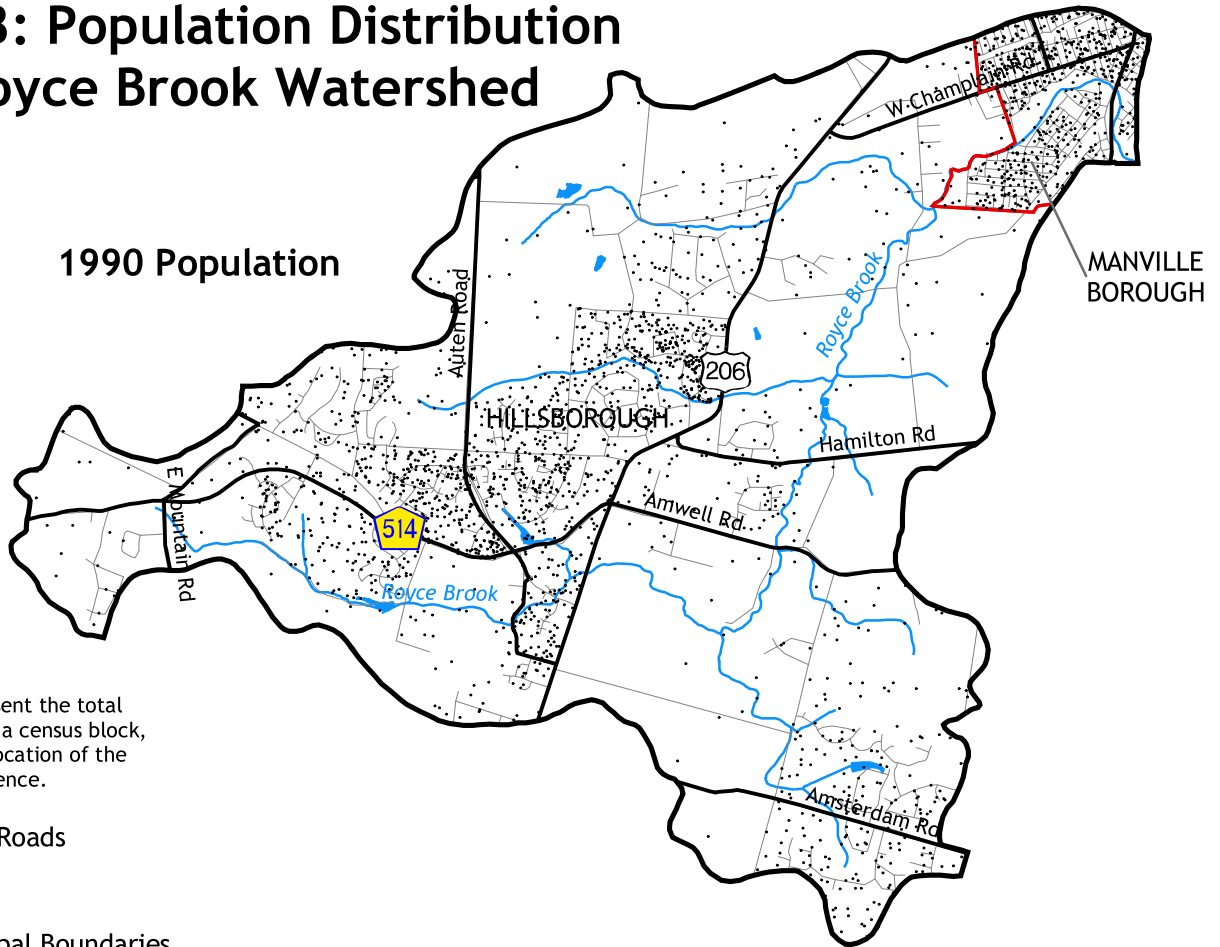 3: Population Distribution
oyce Brook Watershed
1990 Population
W Champlain Rd
MANVILLE
BOROUGH
Auten Road
Royce Brook
206
HILLSBOROUGH
Hamilton Rd
E Mountain Rd
Amwell Rd
514
Royce Brook
sent the total
a census block,
ocation of the
ence.
Amsterdam Rd
Roads
pal Boundaries